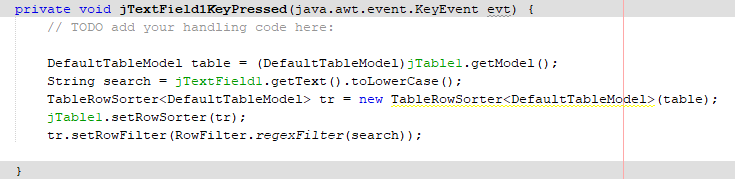 private void jTextField1KeyPressed(java.awt.event.KeyEvent evt) {
// TODO add your handling code here:
DefaultTableModel table = (DefaultTableModel)jTable1.getModel();
String search = jTextField1.getText().toLowerCase();
TableRowSorter<DefaultTableModel> tr = new TableRowSorter<DefaultTableModel>(table);
jTable1.setRowSorter(tr);
tr.setRowFilter(RowFilter.regexFilter(search));
}